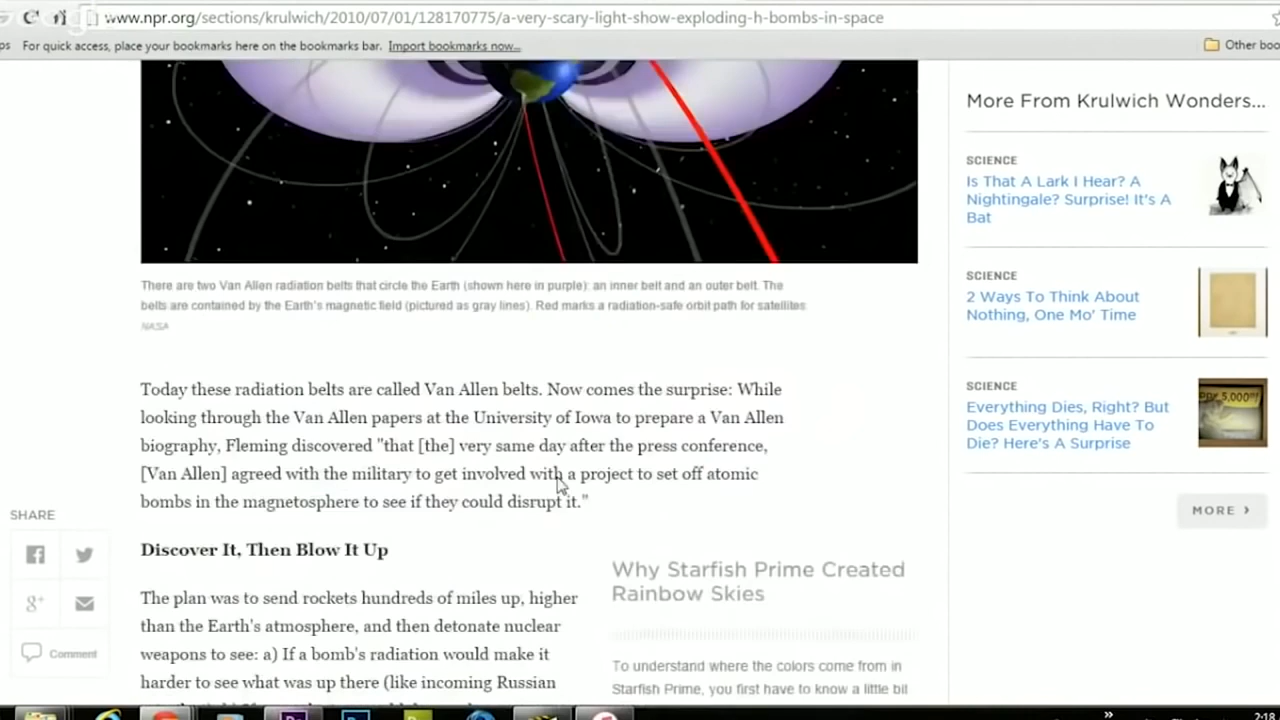 www.npr.org/sections/krulwich/2010/07/01/128170775/a-very-scary-light-show-exploding-h-bombs-in-space
For quick access, place your bookmarks here on the bookmarks bar. Import bookmarks now...
Other boo
There are two Van Allen radiation belts that circle the Earth (shown here in purple): an inner belt and an outer belt. The
belts are contained by the Earth's magnetic field (pictured as gray lines). Red marks a radiation-safe orbit path for satellites
NASA
Today these radiation belts are called Van Allen belts. Now comes the surprise: While
looking through the Van Allen papers at the University of Iowa to prepare a Van Allen
biography, Fleming discovered "that [the] very same day after the press conference,
[Van Allen] agreed with the military to get involved with a project to set off atomic
bombs in the magnetosphere to see if they could disrupt it."
Discover It, Then Blow It Up
The plan was to send rockets hundreds of miles up, higher
than the Earth's atmosphere, and then detonate nuclear
weapons to see: a) If a bomb's radiation would make it
harder to see what was up there (like incoming Russian
Why Starfish Prime Created
Rainbow Skies
To understand where the colors come from in
Starfish Prime, you first have to know a little bit
SHARE
g+
Comment
More From Krulwich Wonders...
SCIENCE
Is That A Lark I Hear? A
Nightingale? Surprise! It's A
Bat
SCIENCE
2 Ways To Think About
Nothing, One Mo' Time
SCIENCE
Everything Dies, Right? But
Does Everything Have To
Die? Here's A Surprise
MORE
2:18